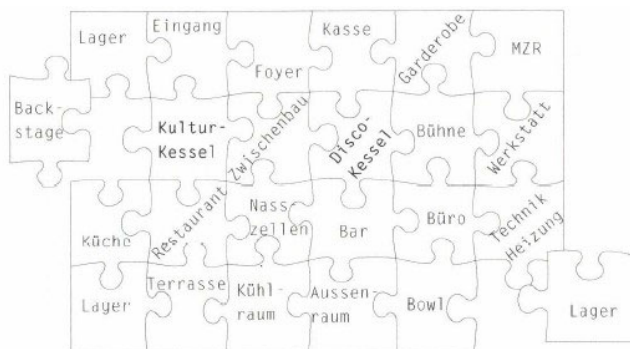 Lager
Eingang
Foyer
Kasse
Garderobe
MZR
Back-
stage
Kultur-
Kessel
Zwischenbau
Disco-
Kessel
Bühne
Werkstatt
Küche
Restaurant
Nass-
zellen
Bar
Büro
Technik
Heizung
Lager
Terrasse
Kühl-
raum
Aussen-
raum
Bowl
Lager